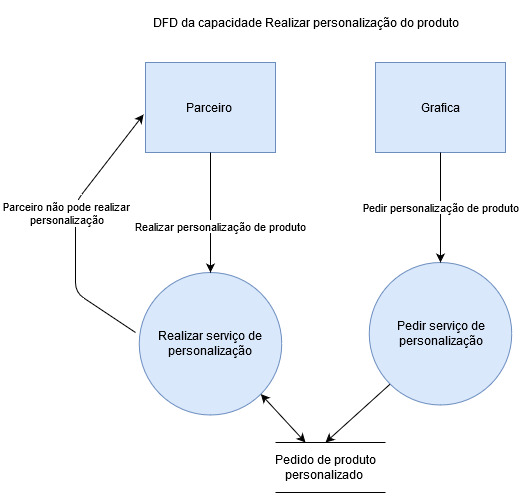 DFD da capacidade Realizar personalização do produto
Parceiro
Grafica
Parceiro não pode realizar
personalização
Realizar personalização de produto
Pedir personalização de produto
Realizar serviço de
personalização
Pedir serviço de
personalização
Pedido de produto
personalizado